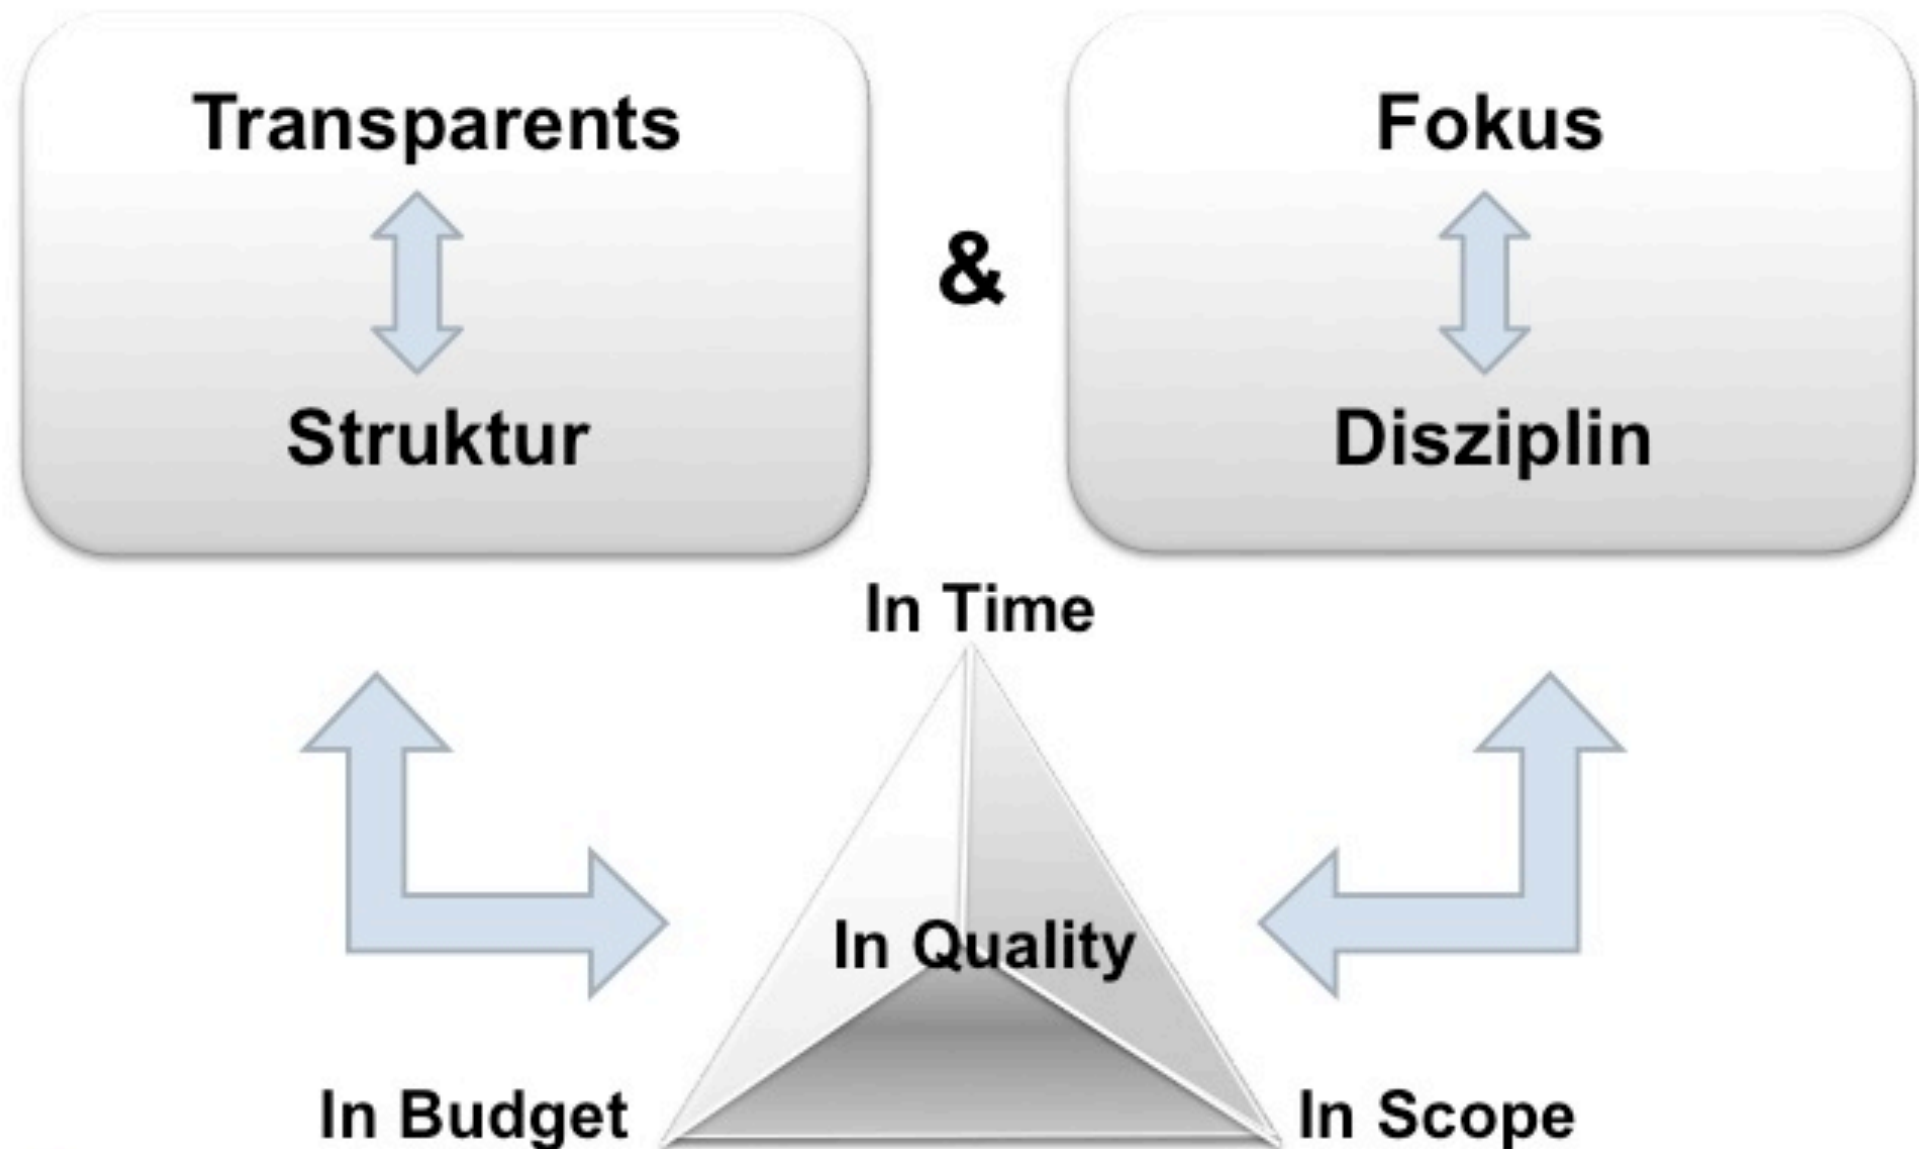 Transparents
Struktur
&
Fokus
Disziplin
In Time
In Quality
In Budget
In Scope